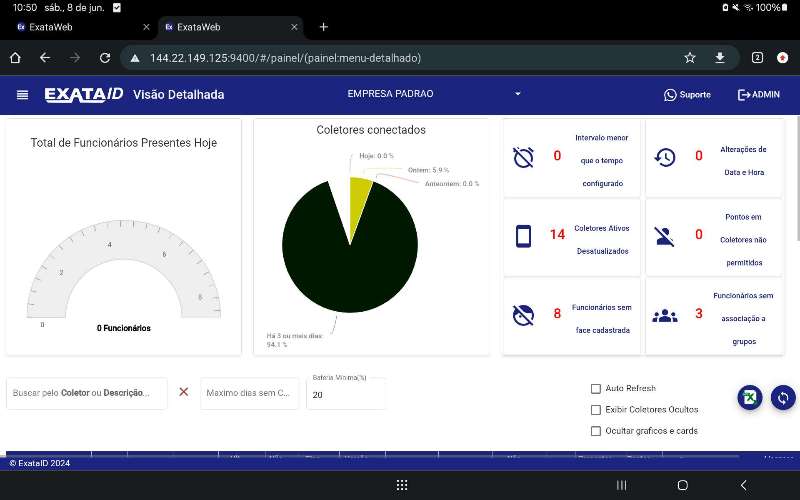 10:50 sáb., 8 de jun.
100%
ExataWeb
ExataWeb
144.22.149.125:9400/#/painel/(painel:menu-detalhado)
2
EXATAID Visão Detalhada
EMPRESA PADRAO
Suporte
ADMIN
Total de Funcionários Presentes Hoje
0
2
4
6
8
0 Funcionários
Coletores conectados
Hoje: 0.0 %
Ontem: 5.9 %
Anteontem: 0.0 %
Há 3 ou mais dias:
94.1 %
0
Intervalo menor
que o tempo
configurado
0
Alterações de
Data e Hora
14
Coletores Ativos
Desatualizados
0
Pontos em
Coletores não
permitidos
8
Funcionários sem
face cadastrada
3
Funcionários sem
associação a
grupos
Buscar pelo Coletor ou Descrição...
Maximo dias sem C...
Bateria Mínima(%)
20
Auto Refresh
Exibir Coletores Ocultos
Ocultar graficos e cards
© ExataID 2024